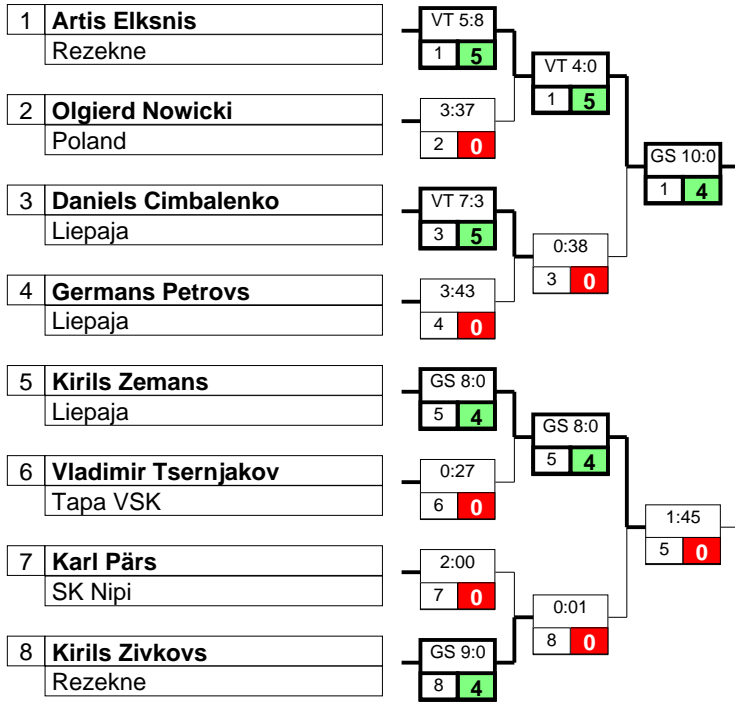 1 Artis Elksnis
Rezekne
VT 5:8
1 5
VT 4:0
1 5
2 Olgierd Nowicki
Poland
3:37
2 0
GS 10:0
1 4
3 Daniels Cimbalenko
Liepaja
VT 7:3
3 5
0:38
3 0
4 Germans Petrovs
Liepaja
3:43
4 0
5 Kirils Zemans
Liepaja
GS 8:0
5 4
GS 8:0
5 4
6 Vladimir Tsernjakov
Tapa VSK
0:27
6 0
1:45
5 0
7 Karl Pärs
SK Nipi
2:00
7 0
0:01
8 0
8 Kirils Zivkovs
Rezekne
GS 9:0
8 4